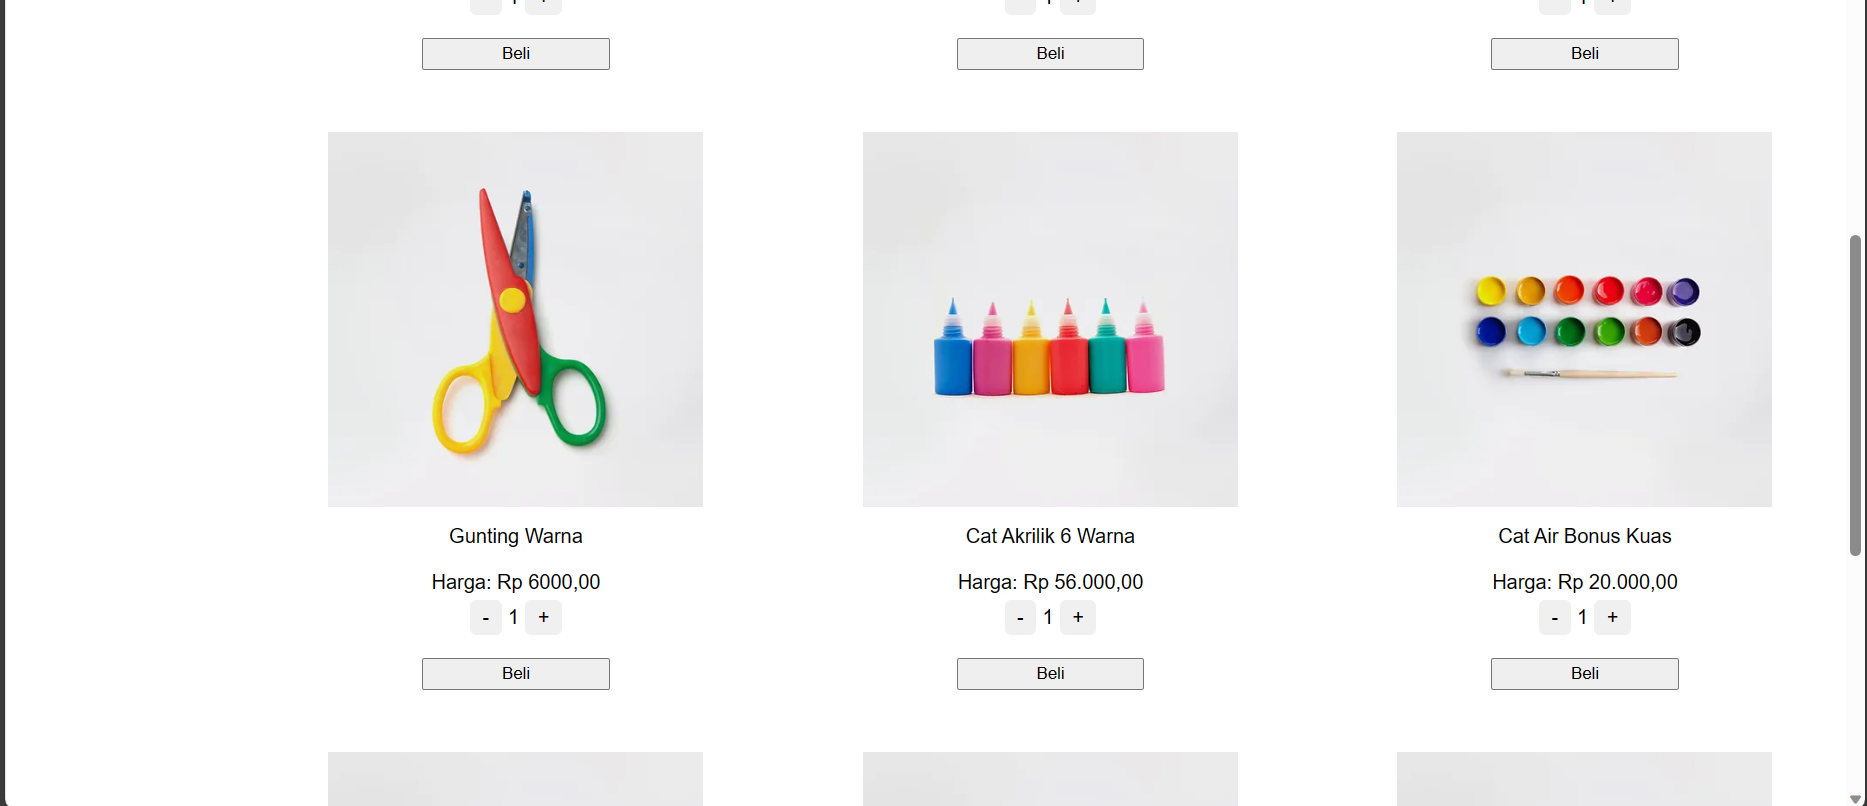 Beli Beli Beli
Gunting Warna
Harga: Rp 6000,00
- 1 +
Beli
Cat Akrilik 6 Warna
Harga: Rp 56.000,00
- 1 +
Beli
Cat Air Bonus Kuas
Harga: Rp 20.000,00
- 1 +
Beli